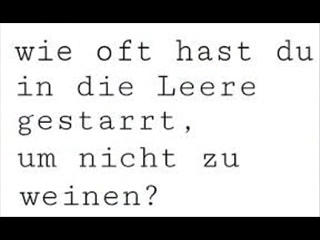 wie oft hast du
in die Leere
gestarrt,
um nicht zu
weinen?